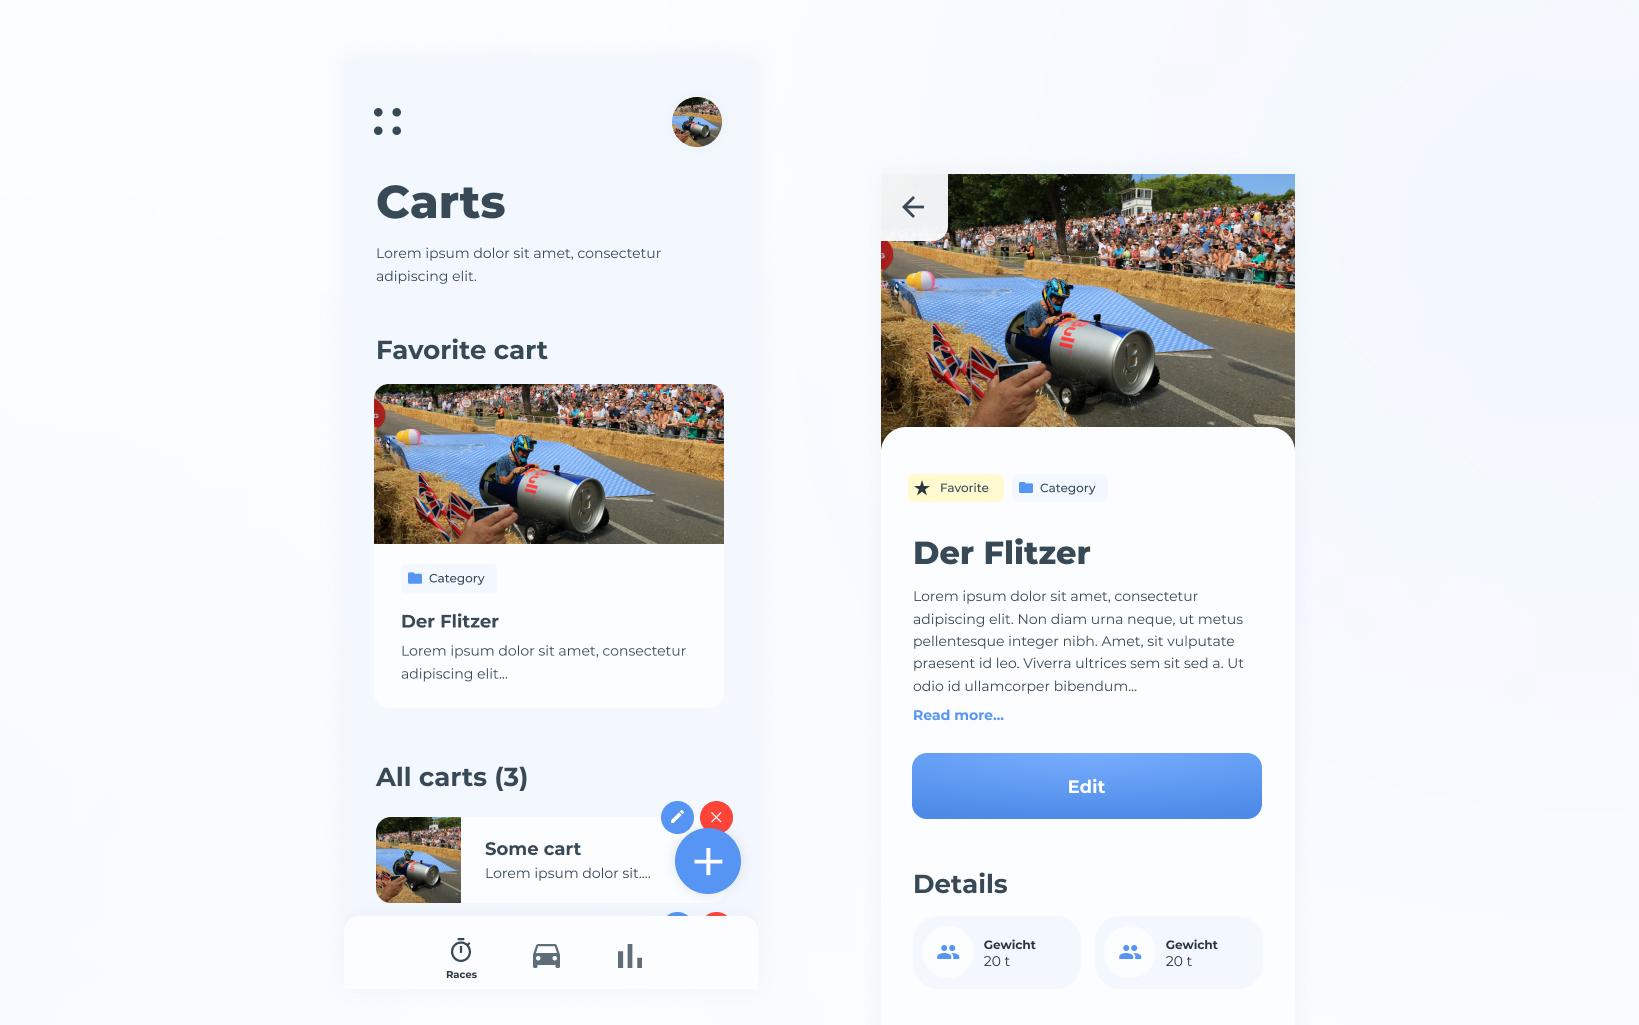 Carts
Lorem ipsum dolor sit amet, consectetur
adipiscing elit.
Favorite cart
Bull
Category
Der Flitzer
Lorem ipsum dolor sit amet, consectetur
adipiscing elit...
All carts (3)
Some cart
Lorem ipsum dolor sit....
Races
Bull
Favorite
Category
Der Flitzer
Lorem ipsum dolor sit amet, consectetur
adipiscing elit. Non diam urna neque, ut metus
pellentesque integer nibh. Amet, sit vulputate
praesent id leo. Viverra ultrices sem sit sed a. Ut
odio id ullamcorper bibendum...
Read more...
Edit
Details
Gewicht
20 t
Gewicht
20 t